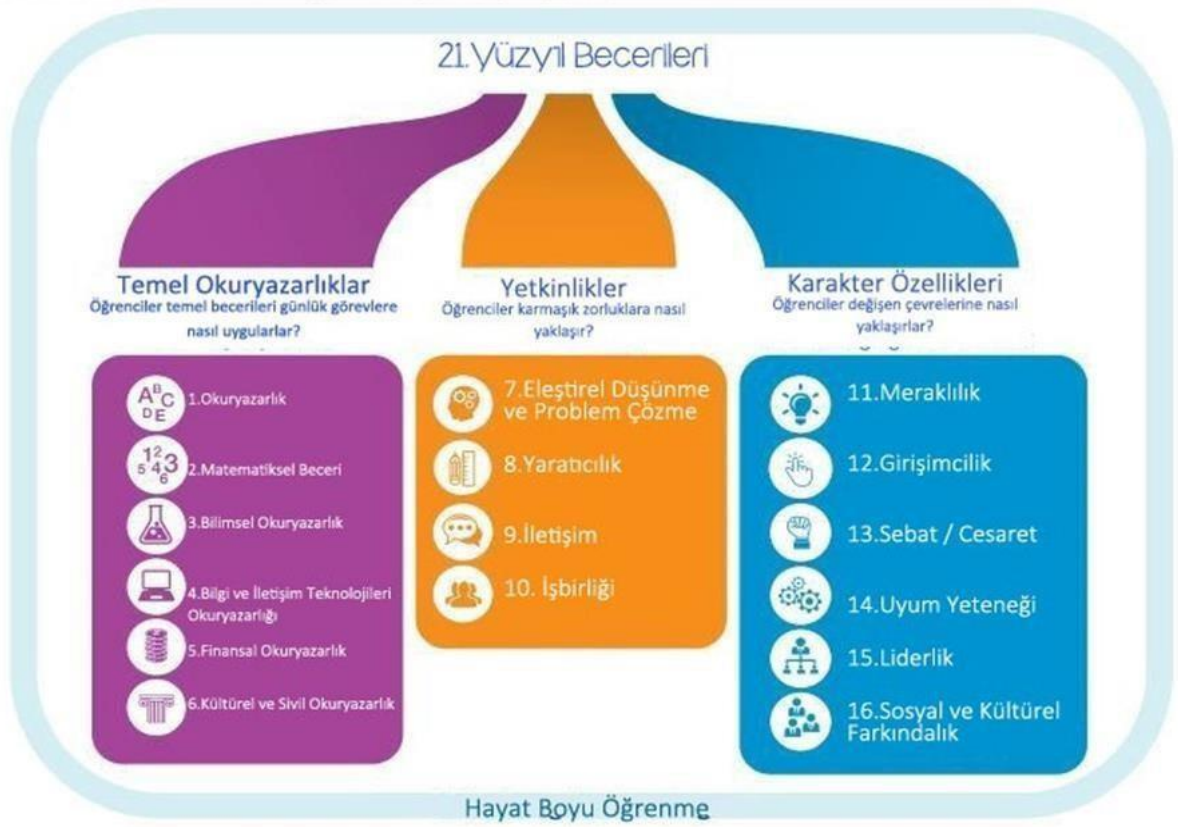 21.Yüzyıl Becerileri
Temel Okuryazarlıklar
Öğrenciler temel becerileri günlük görevlere
nasıl uygularlar?
1.Okuryazarlık
2.Matematiksel Beceri
3.Bilimsel Okuryazarlık
4.Bilgi ve İletişim Teknolojileri
Okuryazarlığı
5.Finansal Okuryazarlık
6.Kültürel ve Sivil Okuryazarlık
Yetkinlikler
Öğrenciler karmaşık zorluklara nasıl
yaklaşır?
7.Eleştirel Düşünme
ve Problem Çözme
8.Yaratıcılık
9.İletişim
10. İşbirliği
Karakter Özellikleri
Öğrenciler değişen çevrelerine nasıl
yaklaşırlar?
11.Meraklılık
12.Girişimcilik
13.Sebat / Cesaret
14.Uyum Yeteneği
15.Liderlik
16.Sosyal ve Kültürel
Farkındalık
Hayat Boyu Öğrenme